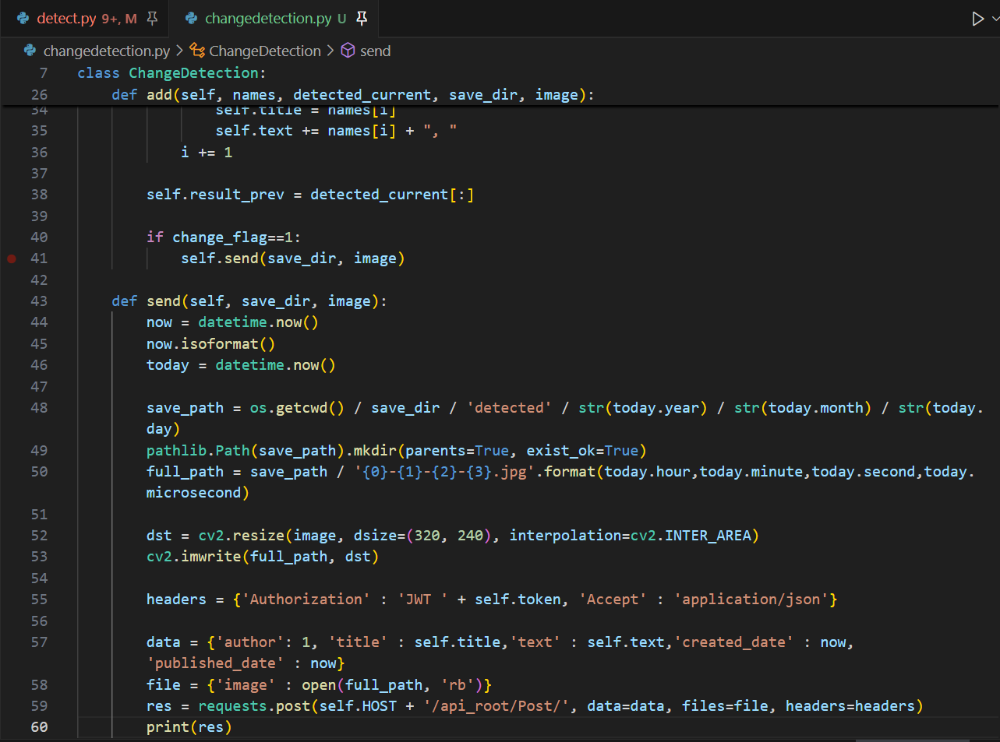 detect.py 9+, M changedetection.py U
changedetection.py > ChangeDetection > send
7 class ChangeDetection:
26 def add(self, names, detected_current, save_dir, image):
34 self.title = names[i]
35 self.text += names[i] + ", "
36 i += 1
37
38 self.result_prev = detected_current[:]
39
40 if change_flag==1:
41 self.send(save_dir, image)
42
43 def send(self, save_dir, image):
44 now = datetime.now()
45 now.isoformat()
46 today = datetime.now()
47
48 save_path = os.getcwd() / save_dir / 'detected' / str(today.year) / str(today.month) / str(today.
day)
49 pathlib.Path(save_path).mkdir(parents=True, exist_ok=True)
50 full_path = save_path / '{0}-{1}-{2}-{3}.jpg'.format(today.hour,today.minute,today.second,today.
microsecond)
51
52 dst = cv2.resize(image, dsize=(320, 240), interpolation=cv2.INTER_AREA)
53 cv2.imwrite(full_path, dst)
54
55 headers = {'Authorization' : 'JWT ' + self.token, 'Accept' : 'application/json'}
56
57 data = {'author': 1, 'title' : self.title,'text' : self.text,'created_date' : now,
'published_date' : now}
58 file = {'image' : open(full_path, 'rb')}
59 res = requests.post(self.HOST + '/api_root/Post/', data=data, files=file, headers=headers)
60 print(res)